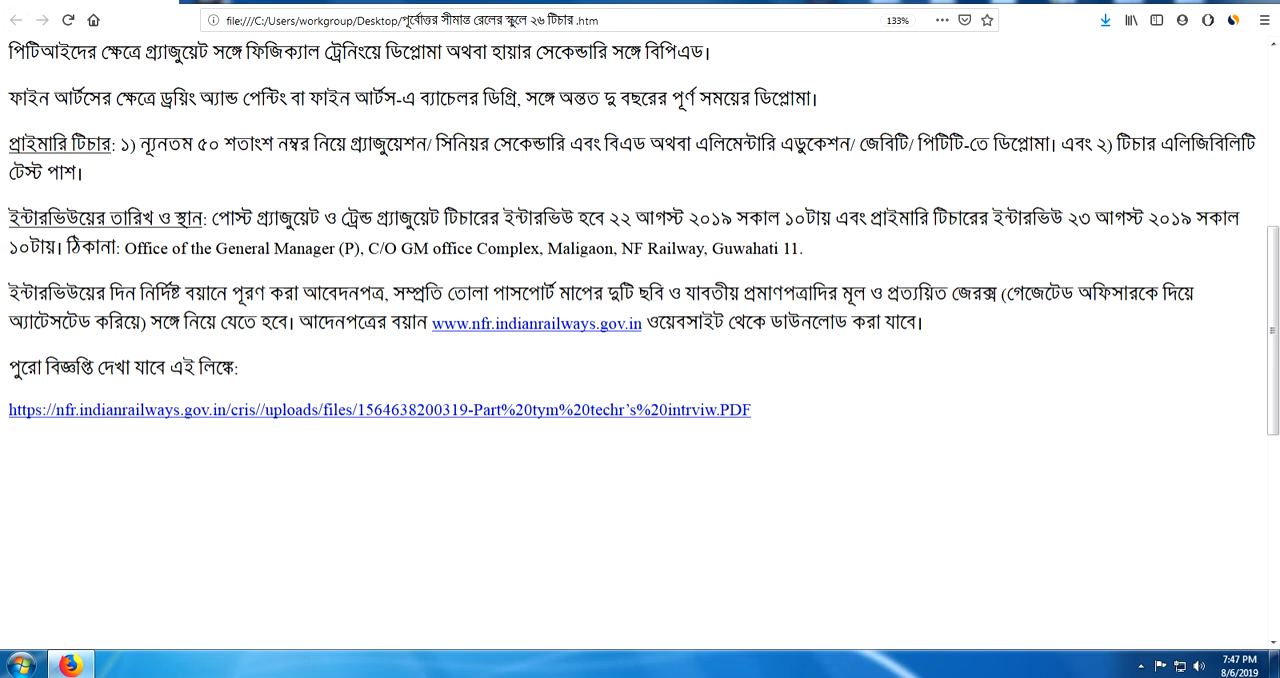 file:///C:/Users/workgroup/Desktop/পূর্বোত্তর সীমান্ত রেলের স্কুলে ২৬ টিচার .htm
133%
পিটিআইদের ক্ষেত্রে গ্র্যাজুয়েট সঙ্গে ফিজিক্যাল ট্রেনিংয়ে ডিপ্লোমা অথবা হায়ার সেকেন্ডারি সঙ্গে বিপিএড।
ফাইন আর্টসের ক্ষেত্রে ড্রয়িং অ্যান্ড পেন্টিং বা ফাইন আর্টস-এ ব্যাচেলর ডিগ্রি, সঙ্গে অন্তত দু বছরের পূর্ণ সময়ের ডিপ্লোমা।
প্রাইমারি টিচার: ১) ন্যূনতম ৫০ শতাংশ নম্বর নিয়ে গ্র্যাজুয়েশন/ সিনিয়র সেকেন্ডারি এবং বিএড অথবা এলিমেন্টারি এডুকেশন/ জেবিটি/ পিটিটি-তে ডিপ্লোমা। এবং ২) টিচার এলিজিবিলিটি
টেস্ট পাশ।
ইন্টারভিউয়ের তারিখ ও স্থান: পোস্ট গ্র্যাজুয়েট ও ট্রেন্ড গ্র্যাজুয়েট টিচারের ইন্টারভিউ হবে ২২ আগস্ট ২০১৯ সকাল ১০টায় এবং প্রাইমারি টিচারের ইন্টারভিউ ২৩ আগস্ট ২০১৯ সকাল
১০টায়। ঠিকানা: Office of the General Manager (P), C/O GM office Complex, Maligaon, NF Railway, Guwahati 11.
ইন্টারভিউয়ের দিন নির্দিষ্ট বয়ানে পূরণ করা আবেদনপত্র, সম্প্রতি তোলা পাসপোর্ট মাপের দুটি ছবি ও যাবতীয় প্রমাণপত্রাদির মূল ও প্রত্যয়িত জেরক্স (গেজেটেড অফিসারকে দিয়ে
অ্যাটেসটেড করিয়ে) সঙ্গে নিয়ে যেতে হবে। আদেনপত্রের বয়ান www.nfr.indianrailways.gov.in ওয়েবসাইট থেকে ডাউনলোড করা যাবে।
পুরো বিজ্ঞপ্তি দেখা যাবে এই লিঙ্কে:
https://nfr.indianrailways.gov.in/cris//uploads/files/1564638200319-Part%20tym%20techr’s%20intrviw.PDF
7:47 PM
8/6/2019